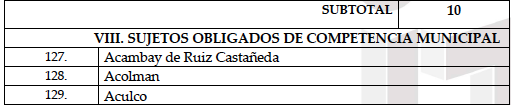 SUBTOTAL 10
VIII. SUJETOS OBLIGADOS DE COMPETENCIA MUNICIPAL
127. Acambay de Ruiz Castañeda
128. Acolman
129. Aculco